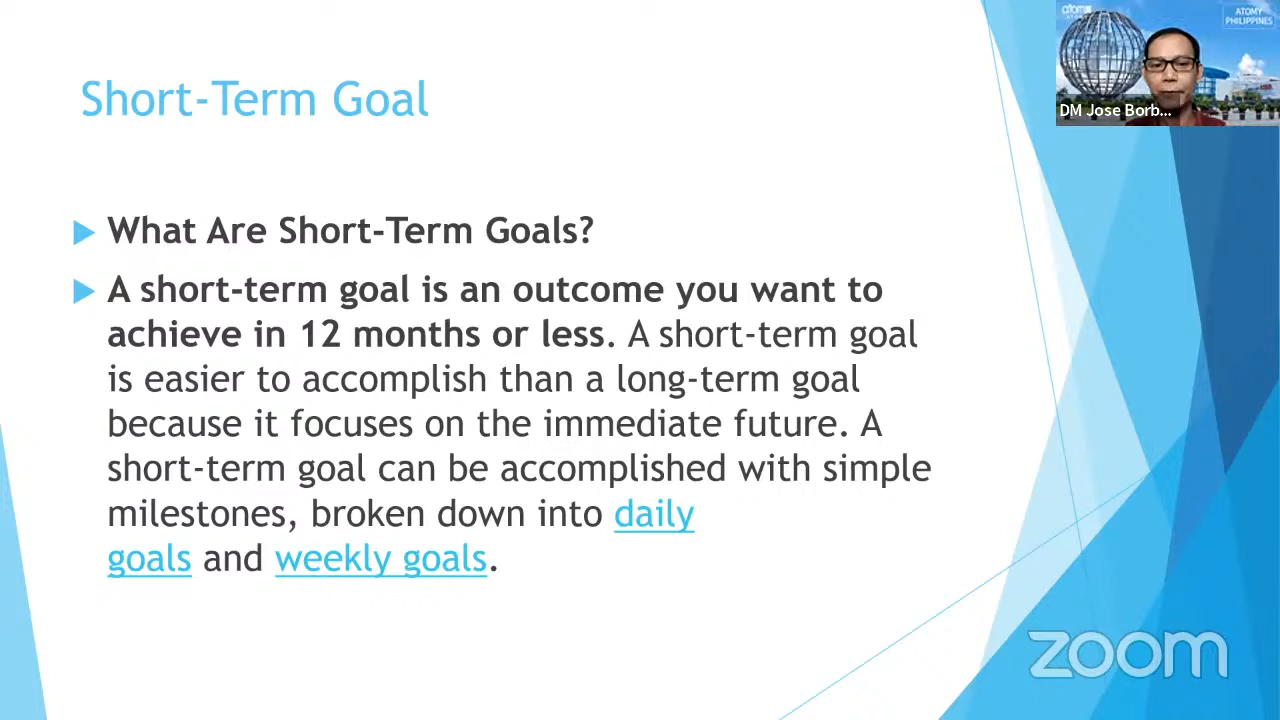 Short-Term Goal
What Are Short-Term Goals?
A short-term goal is an outcome you want to
achieve in 12 months or less. A short-term goal
is easier to accomplish than a long-term goal
because it focuses on the immediate future. A
short-term goal can be accomplished with simple
milestones, broken down into daily
goals and weekly goals.
ATOMY
PHILIPPINES
DM Jose Borb...
zoom